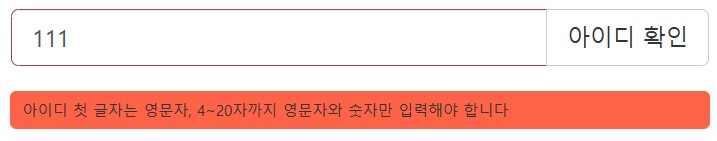 111 아이디 확인
아이디 첫 글자는 영문자, 4~20자까지 영문자와 숫자만 입력해야 합니다